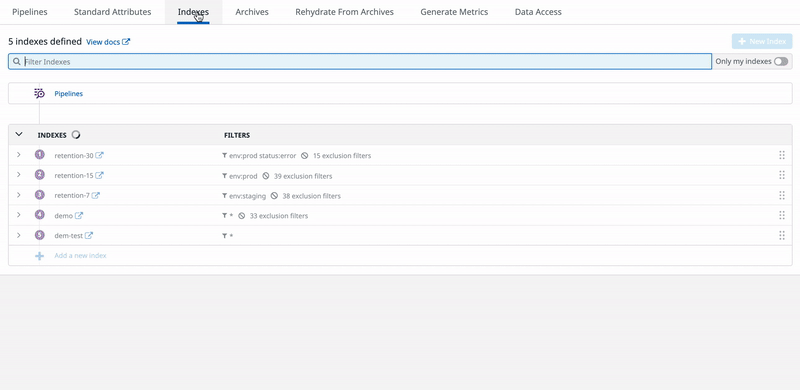 Pipelines Standard Attributes Indexes Archives Rehydrate From Archives Generate Metrics Data Access
5 indexes defined View docs
New Index
Filter Indexes
Only my indexes
Pipelines
INDEXES FILTERS
1 retention-30 env:prod status:error 15 exclusion filters
2 retention-15 env:prod 39 exclusion filters
3 retention-7 env:staging 38 exclusion filters
4 demo * 33 exclusion filters
5 dem-test *
Add a new index